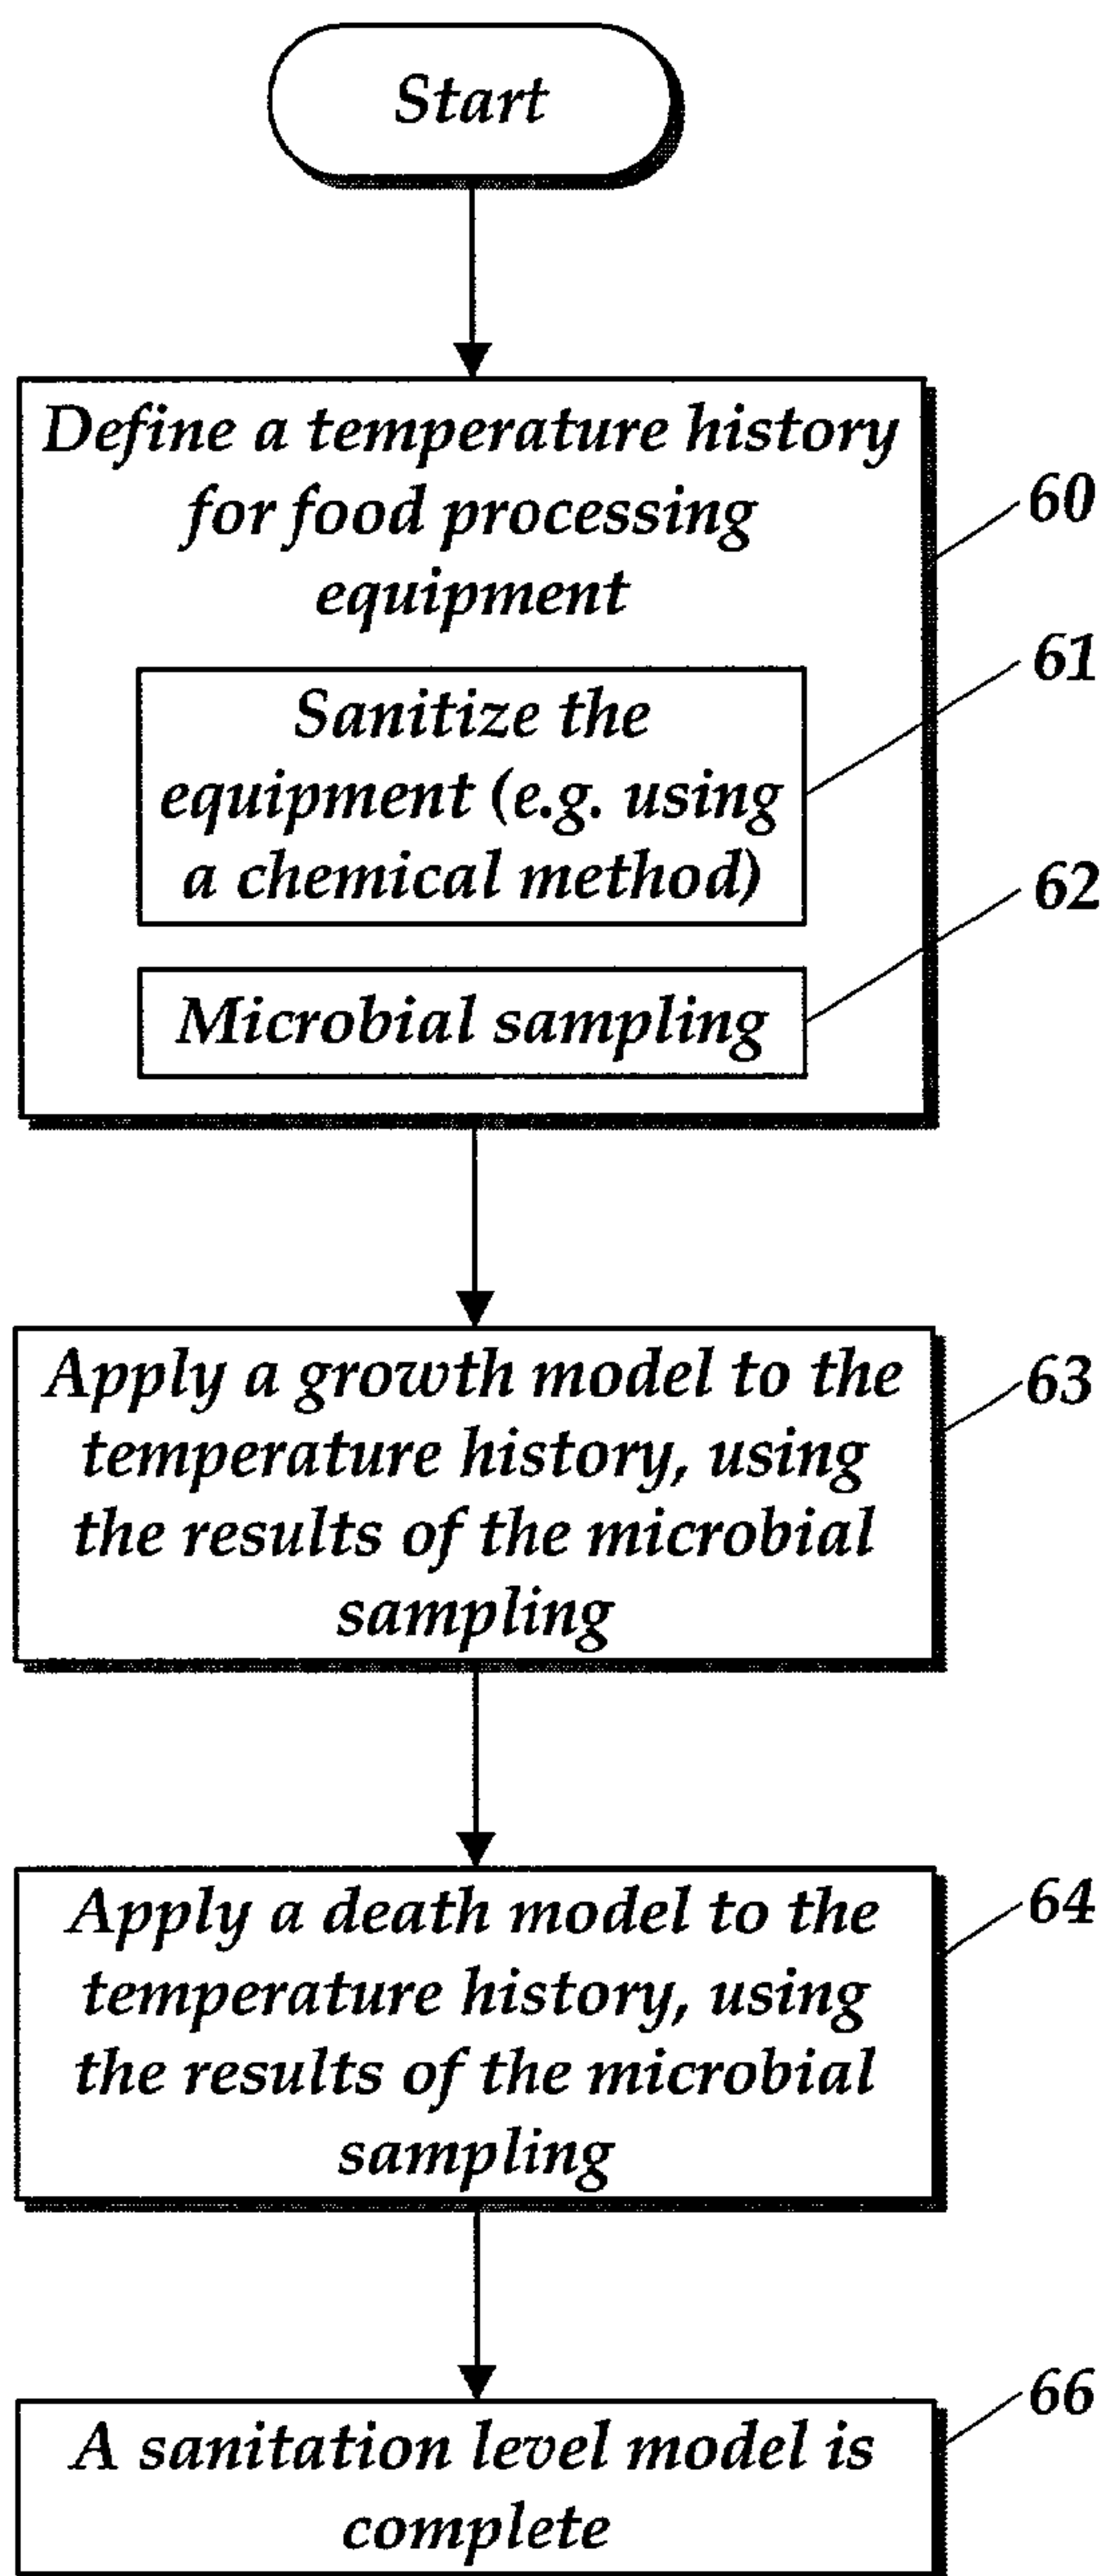 Start
Define a temperature history
for food processing
equipment
60
Sanitize the
equipment (e.g. using
a chemical method)
61
Microbial sampling
62
Apply a growth model to the
temperature history, using
the results of the microbial
sampling
63
Apply a death model to the
temperature history, using
the results of the microbial
sampling
64
A sanitation level model is
complete
66